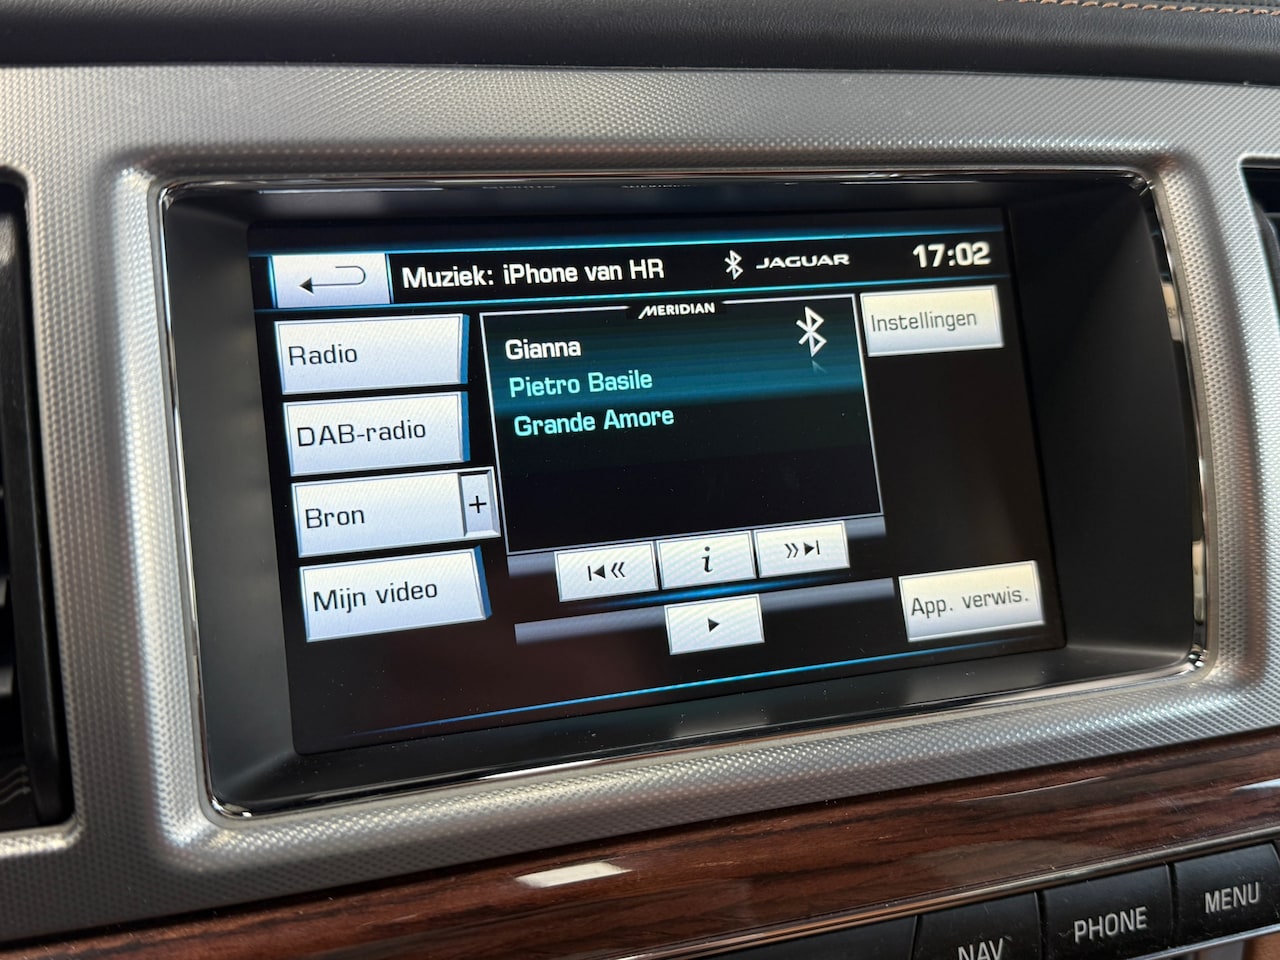 Muziek: iPhone van HR
JAGUAR
17:02
MERIDIAN
Radio
Gianna
Instellingen
Pietro Basile
DAB-radio
Grande Amore
Bron +
i
Mijn video
App. verwis.
NAV
PHONE
MENU